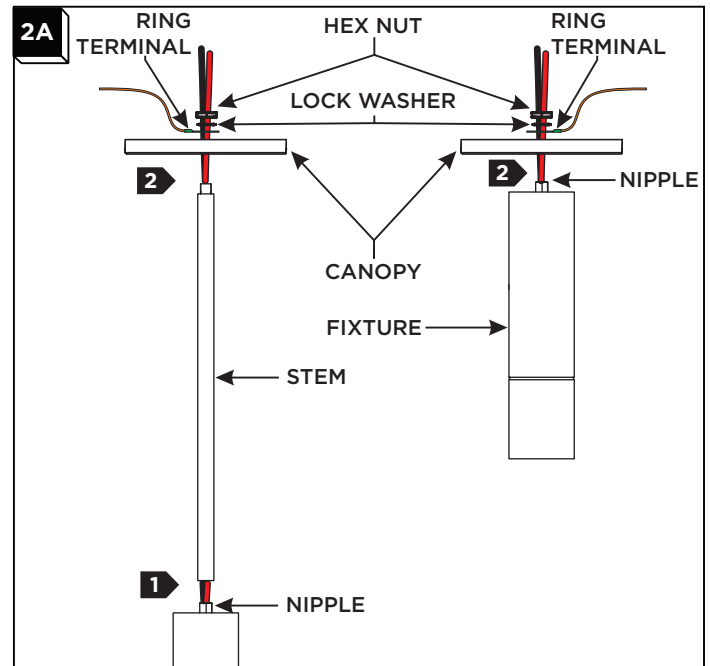 2A
RING
TERMINAL
HEX NUT
RING
TERMINAL
LOCK WASHER
2
2
NIPPLE
CANOPY
FIXTURE
STEM
1
NIPPLE